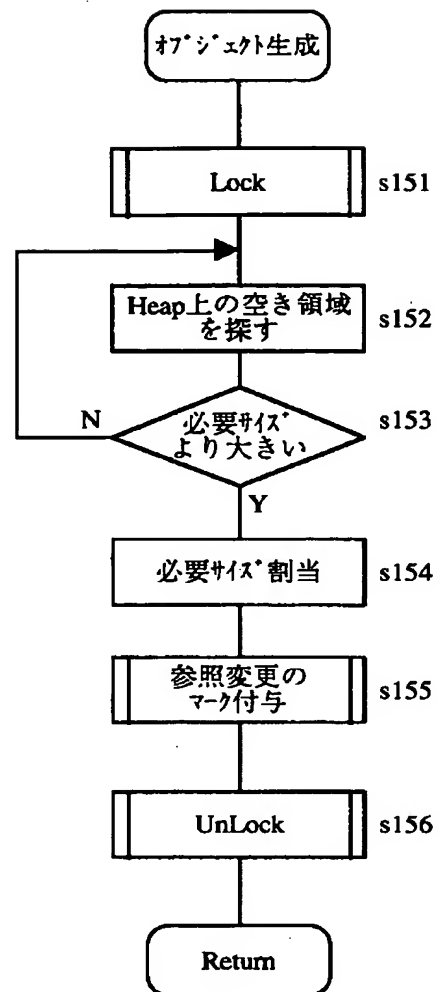 オブジェクト生成
Lock s151
Heap上の空き領域
を探す s152
N 必要サイズ
より大きい s153
Y
必要サイズ割当 s154
参照変更の
マーク付与 s155
UnLock s156
Return